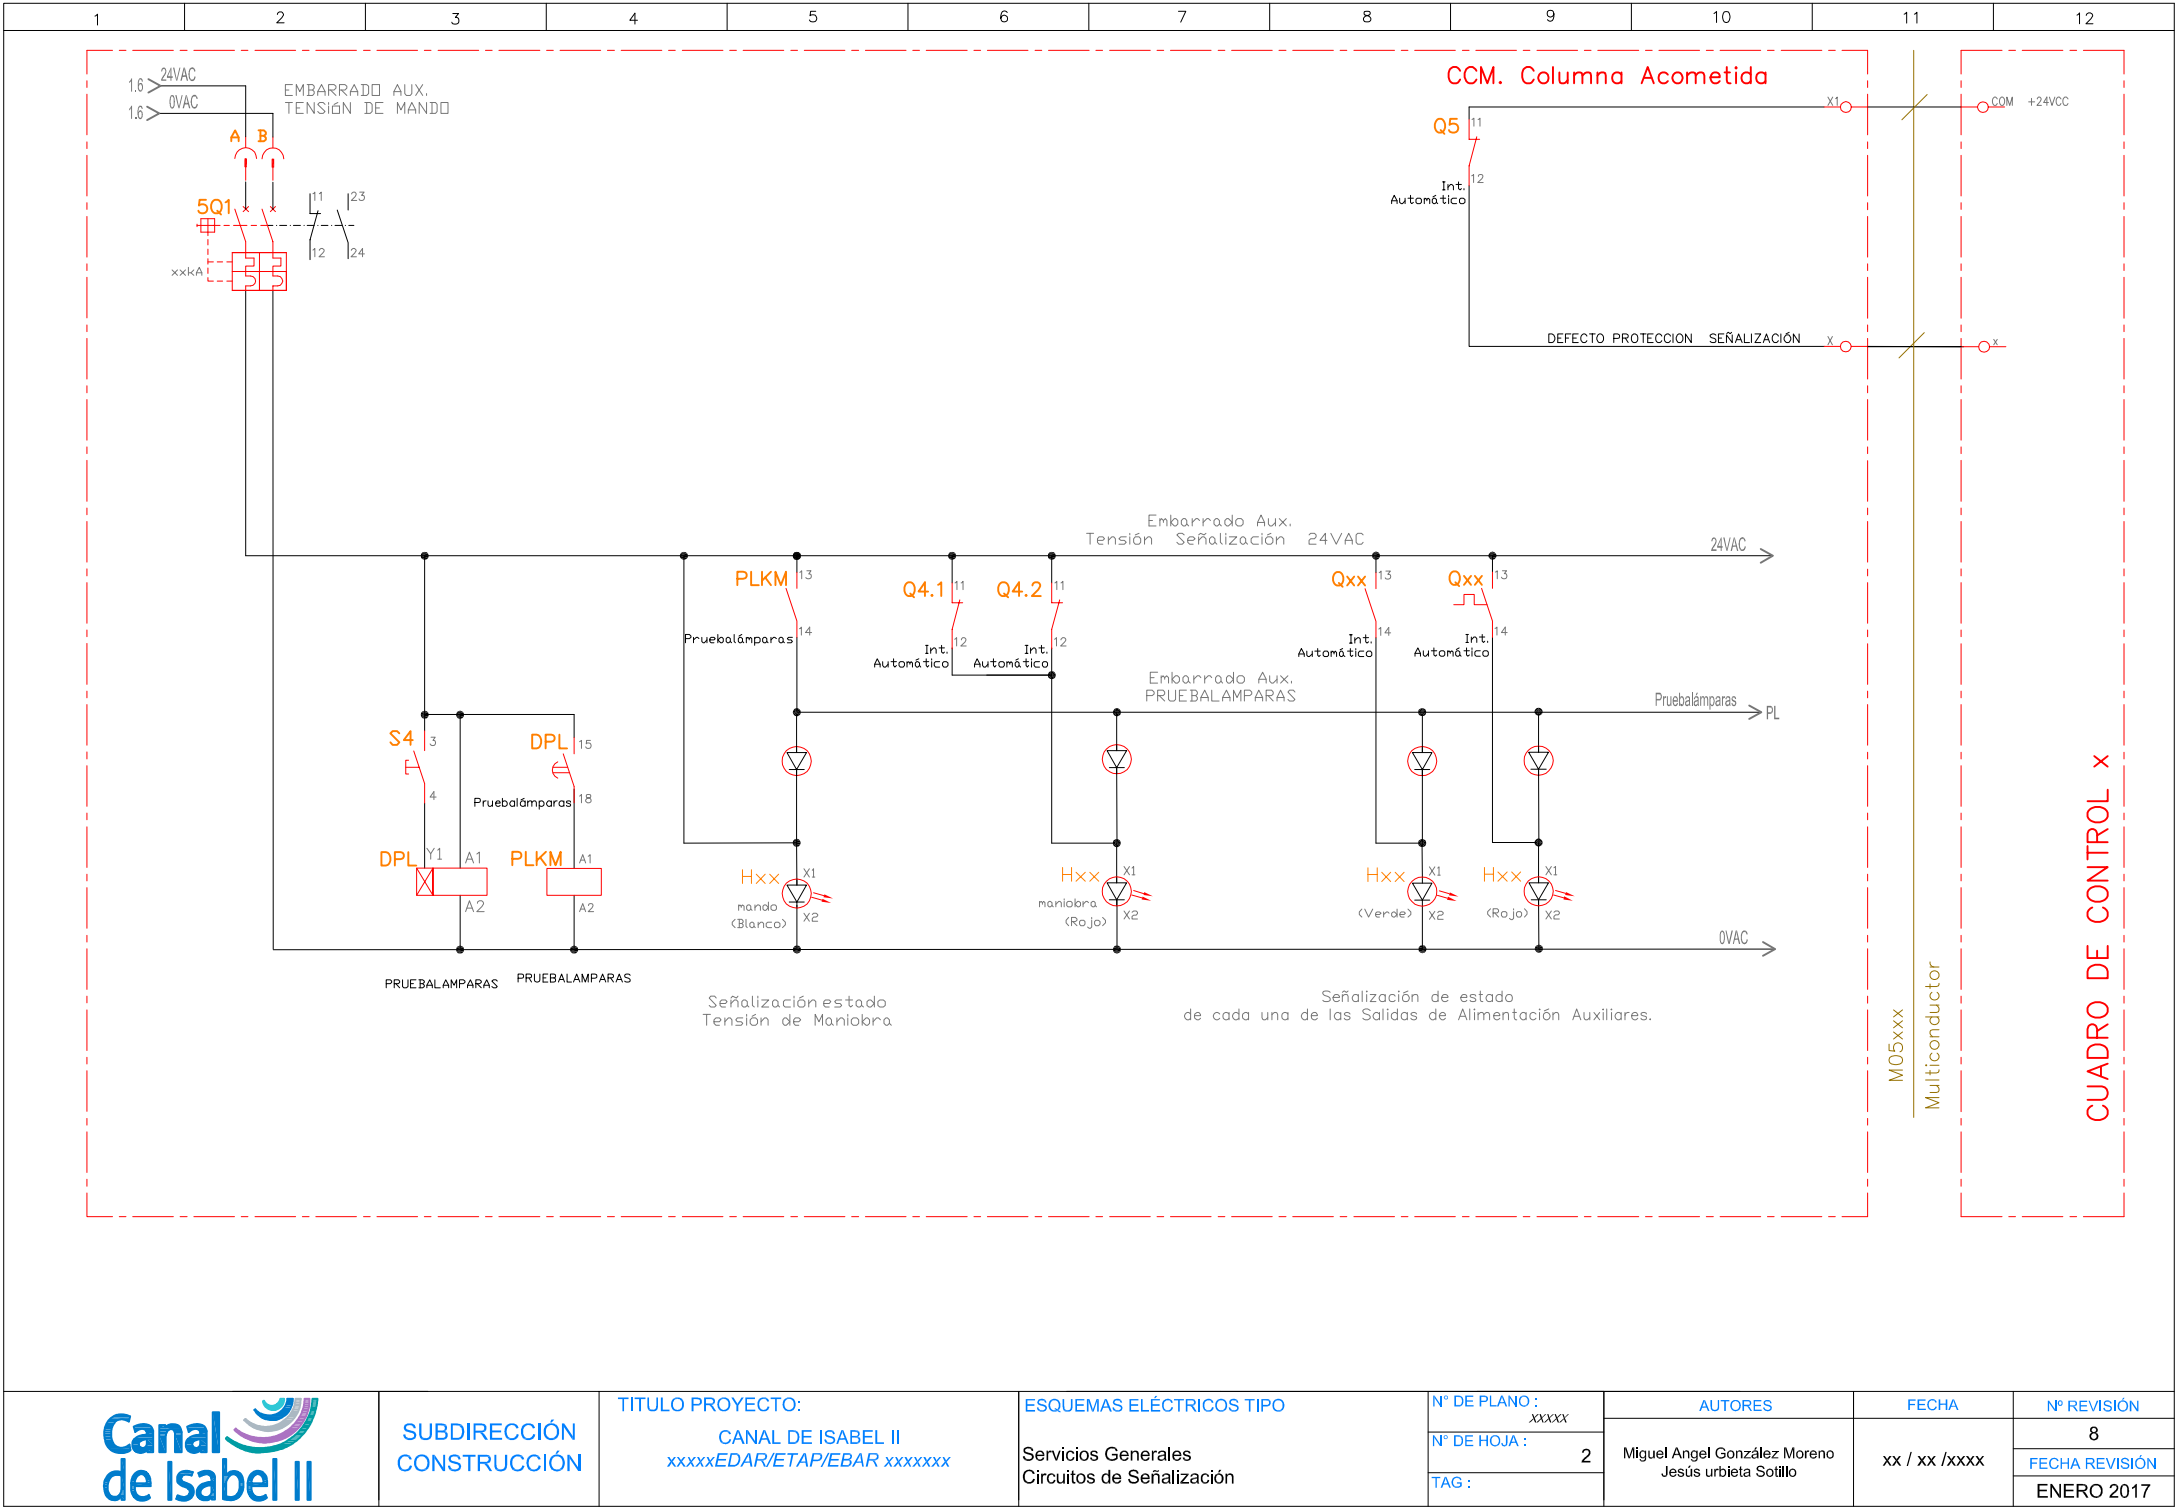 1 2 3 4 5 6 7 8 9 10 11 12
1.6 24VAC
1.6 0VAC
EMBARRADO AUX.
TENSIóN DE MANDO
A B
5Q1
11 23
12 24
xxkA
CCM. Columna Acometida
Q5
11
12
Int.
Automático
X1
COM +24VCC
DEFECTO PROTECCION SEÑALIZACIÓN
X
x
Embarrado Aux.
Tensión Señalización 24VAC
24VAC
PLKM
13
14
Pruebalámparas
Q4.1
11
12
Int.
Automático
Q4.2
11
12
Int.
Automático
Qxx
13
14
Int.
Automático
Qxx
13
14
Int.
Automático
Embarrado Aux.
PRUEBALAMPARAS
Pruebalámparas
PL
S4
3
4
DPL
15
18
Pruebalámparas
DPL
Y1
A1
A2
PLKM
A1
A2
Hxx
X1
X2
mando
(Blanco)
Hxx
X1
X2
maniobra
(Rojo)
Hxx
X1
X2
(Verde)
Hxx
X1
X2
(Rojo)
0VAC
PRUEBALAMPARAS
PRUEBALAMPARAS
Señalización estado
Tensión de Maniobra
Señalización de estado
de cada una de las Salidas de Alimentación Auxiliares.
M05xxx
Multiconductor
CUADRO DE CONTROL x
Canal
de Isabel II
SUBDIRECCIÓN
CONSTRUCCIÓN
TITULO PROYECTO:
CANAL DE ISABEL II
xxxxxEDAR/ETAP/EBAR xxxxxxx
ESQUEMAS ELÉCTRICOS TIPO
Servicios Generales
Circuitos de Señalización
N° DE PLANO :
xxxxx
N° DE HOJA :
2
TAG :
AUTORES
Miguel Angel González Moreno
Jesús urbieta Sotillo
FECHA
xx / xx /xxxx
Nº REVISIÓN
8
FECHA REVISIÓN
ENERO 2017